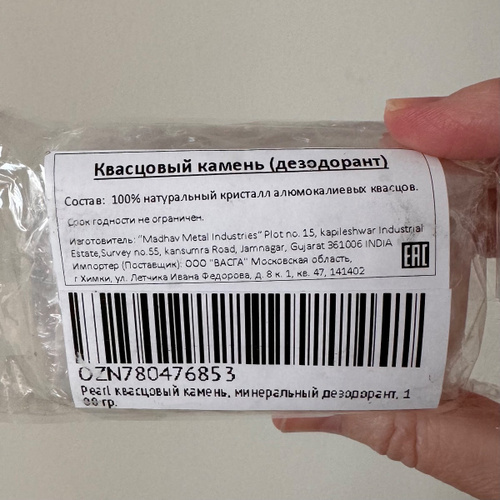 Квасцовый камень (дезодорант)
Состав: 100% натуральный кристалл алюмокалиевых квасцов.
Срок годности не ограничен.
Изготовитель: "Madhav Metal Industries" Plot no. 15, kapileshwar Industrial
Estate,Survey no.55, kansumra Road, Jamnagar, Gujarat 361006 INDIA
Импортер (Поставщик): ООО "ВАСГА" Московская область,
г Химки, ул. Летчика Ивана Федорова, д. 8 к. 1, кв. 47, 141402
EAC
OZN780476853
Pearl квасцовый камень, минеральный дезодорант, 1
00 гр.